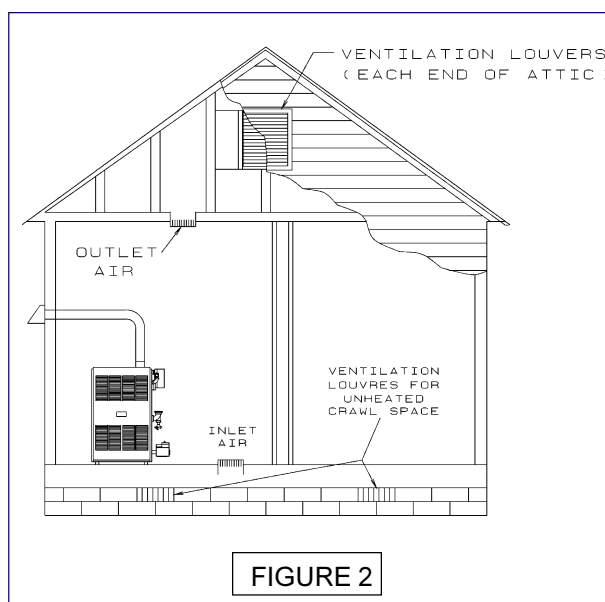 VENTILATION LOUVERS
(EACH END OF ATTIC)
OUTLET
AIR
VENTILATION
LOUVRES FOR
UNHEATED
CRAWL SPACE
INLET
AIR
FIGURE 2